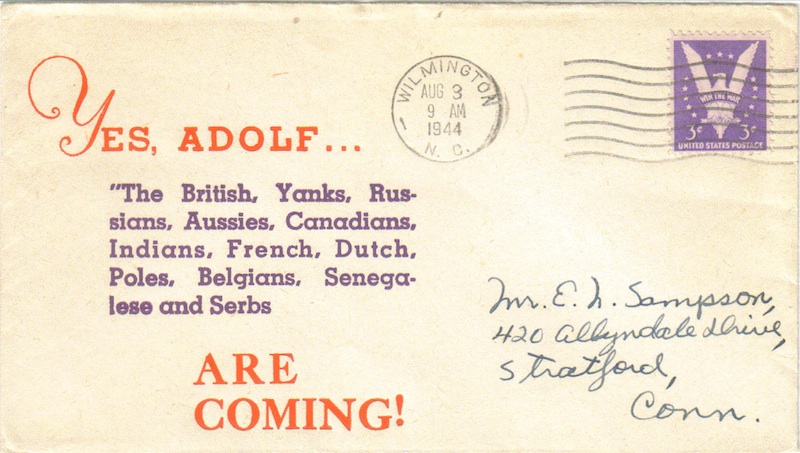 YES, ADOLF...
"The British, Yanks, Rus-
sians, Aussies, Canadians,
Indians, French, Dutch,
Poles, Belgians, Senega-
lese and Serbs
ARE
COMING!
WILMINGTON
AUG 3
9 AM
1944
N. C.
WIN THE WAR
3¢ 3¢
UNITED STATES POSTAGE
Mr. E. N. Sampson,
420 Allyndale Drive,
Stratford,
Conn.